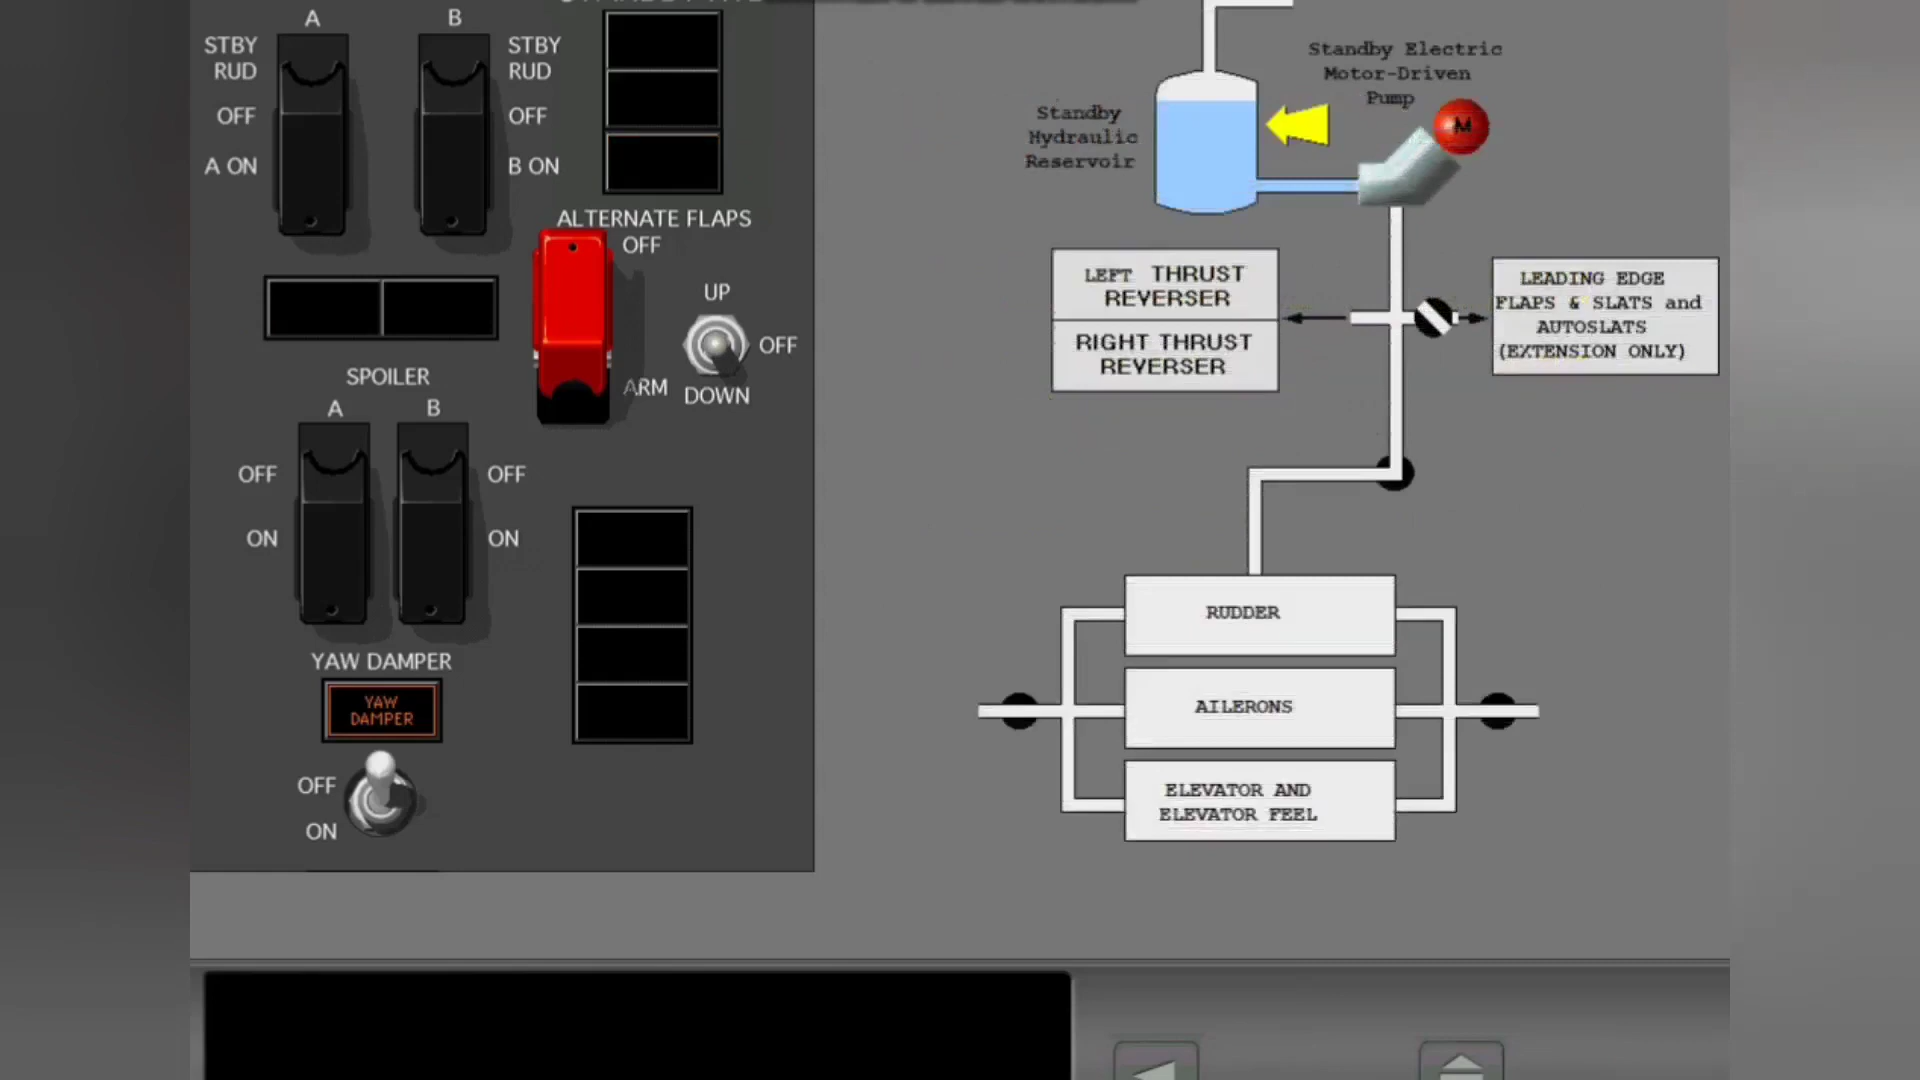 A
B
STBY
RUD
STBY
RUD
OFF
OFF
A ON
B ON
ALTERNATE FLAPS
OFF
UP
OFF
ARM
DOWN
SPOILER
A
B
OFF
OFF
ON
ON
YAW DAMPER
YAW
DAMPER
OFF
ON
Standby Electric
Motor-Driven
Pump
M
Standby
Hydraulic
Reservoir
LEFT THRUST
REVERSER
RIGHT THRUST
REVERSER
LEADING EDGE
FLAPS & SLATS and
AUTOSLATS
(EXTENSION ONLY)
RUDDER
AILERONS
ELEVATOR AND
ELEVATOR FEEL